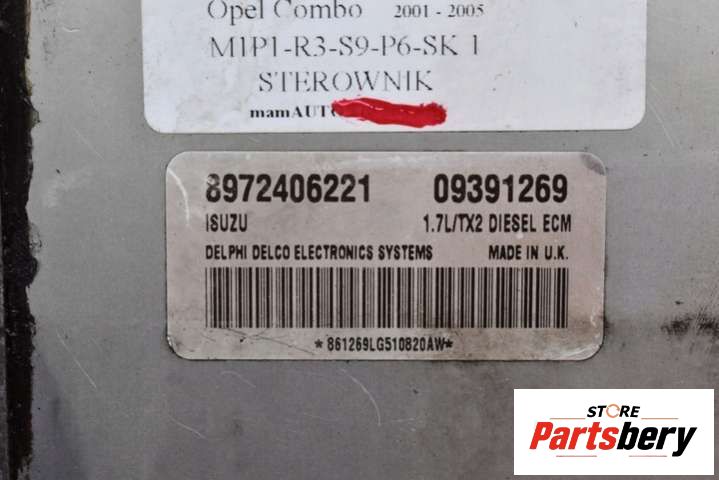 Opel Combo 2001 - 2005
M1P1-R3-S9-P6-SK 1
STEROWNIK
mamAUTO
8972406221 09391269
ISUZU 1.7L/TX2 DIESEL ECM
DELPHI DELCO ELECTRONICS SYSTEMS MADE IN U.K.
*861269LG510820AW*
STORE
Partsbery